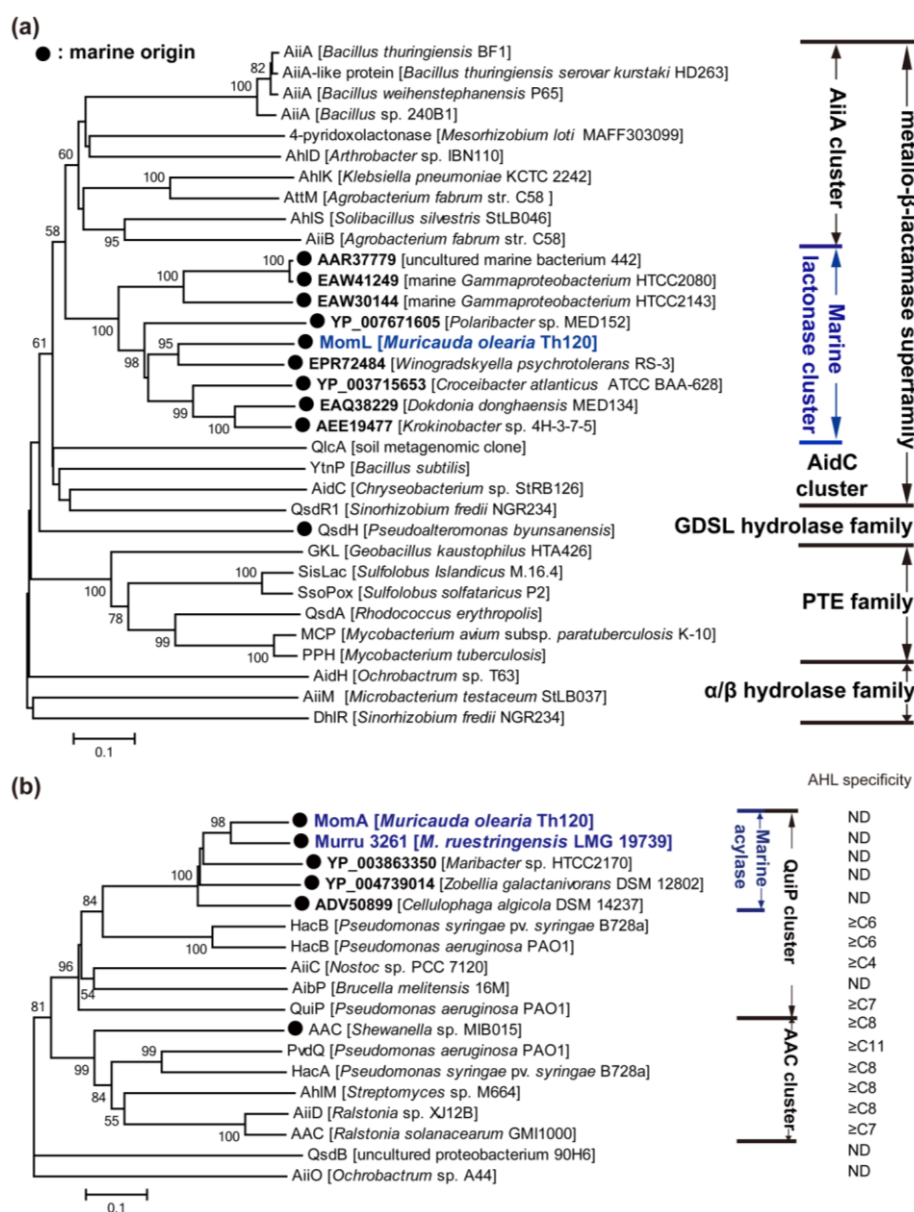 (a)
● : marine origin
AiiA [Bacillus thuringiensis BF1]
82
AiiA-like protein [Bacillus thuringiensis serovar kurstaki HD263]
100
AiiA [Bacillus weihenstephanensis P65]
AiiA [Bacillus sp. 240B1]
4-pyridoxolactonase [Mesorhizobium loti MAFF303099]
60
AhlD [Arthrobacter sp. IBN110]
100
AhlK [Klebsiella pneumoniae KCTC 2242]
AttM [Agrobacterium fabrum str. C58 ]
AhlS [Solibacillus silvestris StLB046]
58
95
AiiB [Agrobacterium fabrum str. C58]
100
● AAR37779 [uncultured marine bacterium 442]
100
● EAW41249 [marine Gammaproteobacterium HTCC2080]
● EAW30144 [marine Gammaproteobacterium HTCC2143]
100
● YP_007671605 [Polaribacter sp. MED152]
61
95
● MomL [Muricauda olearia Th120]
98
● EPR72484 [Winogradskyella psychrotolerans RS-3]
● YP_003715653 [Croceibacter atlanticus ATCC BAA-628]
99
● EAQ38229 [Dokdonia donghaensis MED134]
100
● AEE19477 [Krokinobacter sp. 4H-3-7-5]
QlcA [soil metagenomic clone]
YtnP [Bacillus subtilis]
AidC [Chryseobacterium sp. StRB126]
QsdR1 [Sinorhizobium fredii NGR234]
● QsdH [Pseudoalteromonas byunsanensis]
GKL [Geobacillus kaustophilus HTA426]
100
100
SisLac [Sulfolobus Islandicus M.16.4]
SsoPox [Sulfolobus solfataricus P2]
78
QsdA [Rhodococcus erythropolis]
99
MCP [Mycobacterium avium subsp. paratuberculosis K-10]
100
PPH [Mycobacterium tuberculosis]
AidH [Ochrobactrum sp. T63]
AiiM [Microbacterium testaceum StLB037]
DhlR [Sinorhizobium fredii NGR234]
0.1
AiiA cluster
Marine
lactonase cluster
AidC
cluster
metallo-β-lactamase superfamily
GDSL hydrolase family
PTE family
α/β hydrolase family
(b)
AHL specificity
98
● MomA [Muricauda olearia Th120]
ND
● Murru 3261 [M. ruestringensis LMG 19739]
ND
● YP_003863350 [Maribacter sp. HTCC2170]
ND
100
● YP_004739014 [Zobellia galactanivorans DSM 12802]
ND
● ADV50899 [Cellulophaga algicola DSM 14237]
ND
84
HacB [Pseudomonas syringae pv. syringae B728a]
≥C6
100
HacB [Pseudomonas aeruginosa PAO1]
≥C6
96
AiiC [Nostoc sp. PCC 7120]
≥C4
54
AibP [Brucella melitensis 16M]
ND
QuiP [Pseudomonas aeruginosa PAO1]
≥C7
81
● AAC [Shewanella sp. MIB015]
≥C8
99
99
PvdQ [Pseudomonas aeruginosa PAO1]
≥C11
84
HacA [Pseudomonas syringae pv. syringae B728a]
≥C8
AhlM [Streptomyces sp. M664]
≥C8
55
AiiD [Ralstonia sp. XJ12B]
≥C8
100
AAC [Ralstonia solanacearum GMI1000]
≥C7
QsdB [uncultured proteobacterium 90H6]
ND
AiiO [Ochrobactrum sp. A44]
ND
0.1
Marine
acylase
QuiP cluster
AAC cluster